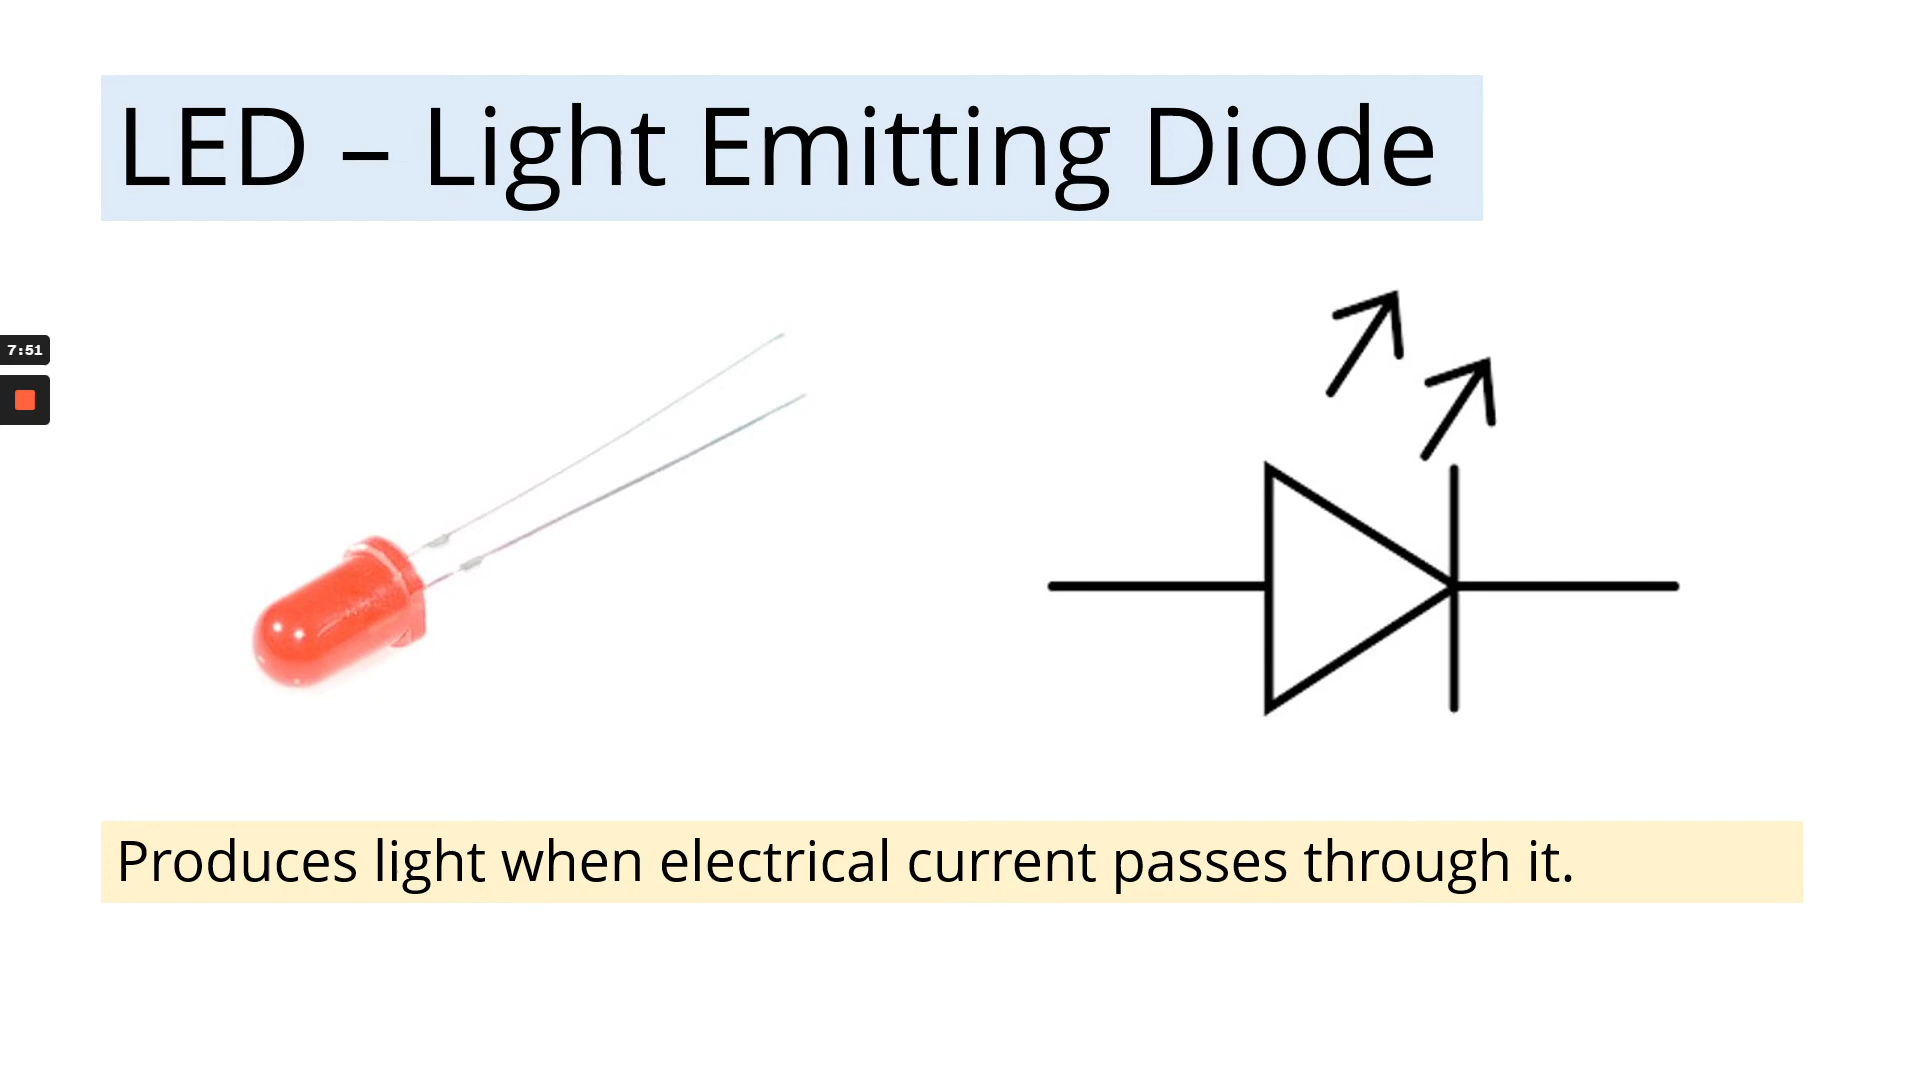 LED – Light Emitting Diode
7:51
Produces light when electrical current passes through it.